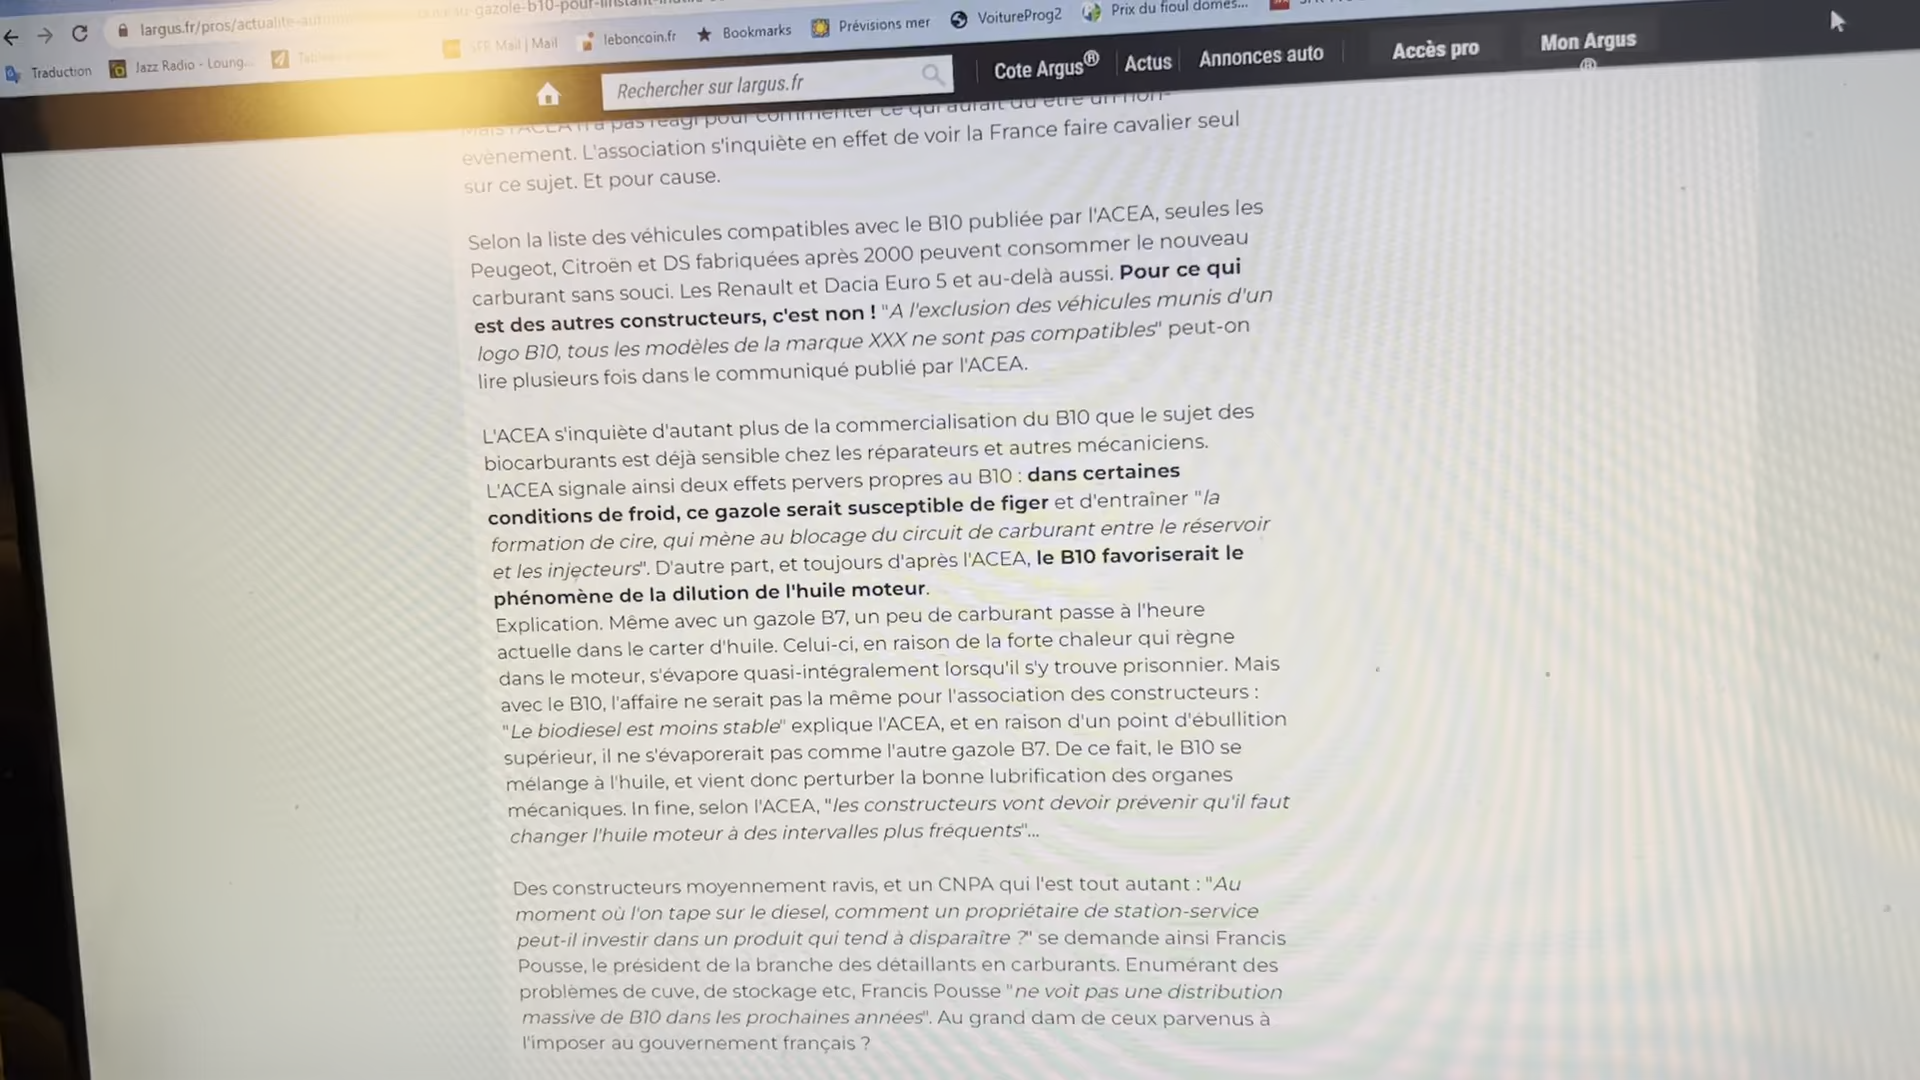 largus.fr/pros/actualite-autom
eau-gazole-b10-pour-linstant-inutil
Traduction
Jazz Radio - Loung...
SFR Mail | Mail
leboncoin.fr
Bookmarks
Prévisions mer
VoitureProg2
Prix du fioul domes...
Rechercher sur largus.fr
Cote Argus®
Actus
Annonces auto
Accès pro
Mon Argus
®
Mais l'ACEA n'a pas réagi pour commenter ce qui aurait dû être un non-
evènement. L'association s'inquiète en effet de voir la France faire cavalier seul
sur ce sujet. Et pour cause.
Selon la liste des véhicules compatibles avec le B10 publiée par l'ACEA, seules les
Peugeot, Citroën et DS fabriquées après 2000 peuvent consommer le nouveau
carburant sans souci. Les Renault et Dacia Euro 5 et au-delà aussi. Pour ce qui
est des autres constructeurs, c'est non ! "A l'exclusion des véhicules munis d'un
logo B10, tous les modèles de la marque XXX ne sont pas compatibles" peut-on
lire plusieurs fois dans le communiqué publié par l'ACEA.
L'ACEA s'inquiète d'autant plus de la commercialisation du B10 que le sujet des
biocarburants est déjà sensible chez les réparateurs et autres mécaniciens.
L'ACEA signale ainsi deux effets pervers propres au B10 : dans certaines
conditions de froid, ce gazole serait susceptible de figer et d'entraîner "la
formation de cire, qui mène au blocage du circuit de carburant entre le réservoir
et les injecteurs". D'autre part, et toujours d'après l'ACEA, le B10 favoriserait le
phénomène de la dilution de l'huile moteur.
Explication. Même avec un gazole B7, un peu de carburant passe à l'heure
actuelle dans le carter d'huile. Celui-ci, en raison de la forte chaleur qui règne
dans le moteur, s'évapore quasi-intégralement lorsqu'il s'y trouve prisonnier. Mais
avec le B10, l'affaire ne serait pas la même pour l'association des constructeurs :
"Le biodiesel est moins stable" explique l'ACEA, et en raison d'un point d'ébullition
supérieur, il ne s'évaporerait pas comme l'autre gazole B7. De ce fait, le B10 se
mélange à l'huile, et vient donc perturber la bonne lubrification des organes
mécaniques. In fine, selon l'ACEA, "les constructeurs vont devoir prévenir qu'il faut
changer l'huile moteur à des intervalles plus fréquents"...
Des constructeurs moyennement ravis, et un CNPA qui l'est tout autant : "Au
moment où l'on tape sur le diesel, comment un propriétaire de station-service
peut-il investir dans un produit qui tend à disparaître ?" se demande ainsi Francis
Pousse, le président de la branche des détaillants en carburants. Enumérant des
problèmes de cuve, de stockage etc, Francis Pousse "ne voit pas une distribution
massive de B10 dans les prochaines années". Au grand dam de ceux parvenus à
l'imposer au gouvernement français ?